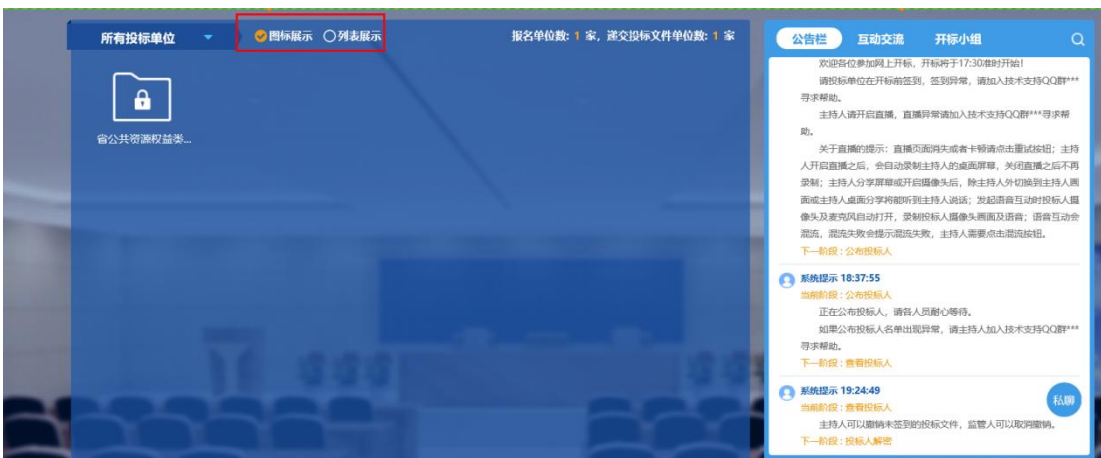 所有投标单位
图标展示 列表展示
报名单位数: 1 家，递交投标文件单位数: 1 家
省公共资源权益类...
公告栏 互动交流 开标小组
欢迎各位参加网上开标，开标将于17:30准时开始！
请投标单位在开标前签到，签到异常，请加入技术支持QQ群***
寻求帮助。
主持人请开启直播，直播异常请加入技术支持QQ群***寻求帮
助。
关于直播的提示：直播页面消失或者卡顿请点击重试按钮；主持
人开启直播之后，会自动录制主持人的桌面屏幕，关闭直播之后不再
录制；主持人分享屏幕或开启摄像头后，除主持人外切换到主持人画
面或主持人桌面分享将都听到主持人说话；发起语音互动时投标人摄
像头及麦克风自动打开，录制投标人摄像头画面及语音；语音互动会
混流，混流失败会提示混流失败，主持人需要点击混流按钮。
下一阶段 : 公布投标人
系统提示 18:37:55
当前阶段 : 公布投标人
正在公布投标人，请各人员耐心等待。
如果公布投标人名单出现异常，请主持人加入技术支持QQ群***
寻求帮助。
下一阶段 : 查看投标人
系统提示 19:24:49
当前阶段 : 查看投标人
主持人可以撤销未签到的投标文件，监管人可以取消撤销。
下一阶段 : 投标人解密
私聊